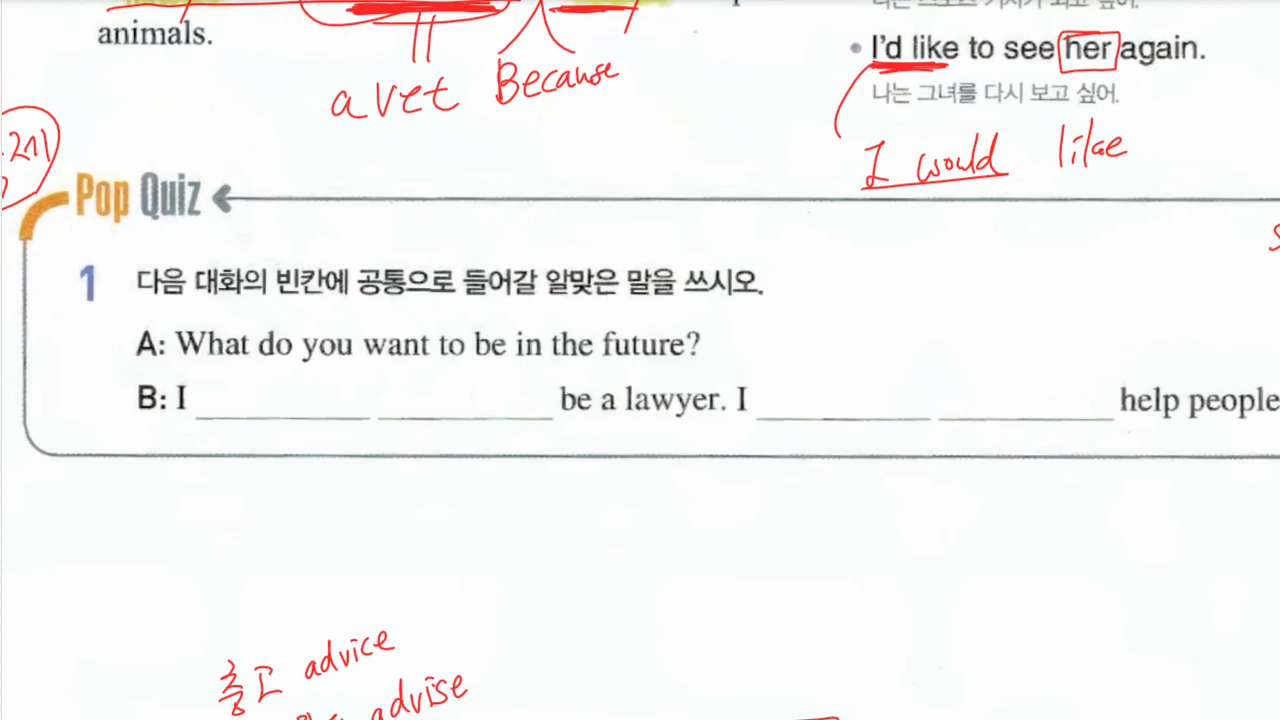 animals.
a vet Because
I'd like to see her again.
나는 그녀를 다시 보고 싶어.
I would like
Pop Quiz
1 다음 대화의 빈칸에 공통으로 들어갈 알맞은 말을 쓰시오.
A: What do you want to be in the future?
B: I ________ ________ be a lawyer. I ________ ________ help people
충고 advice
advise